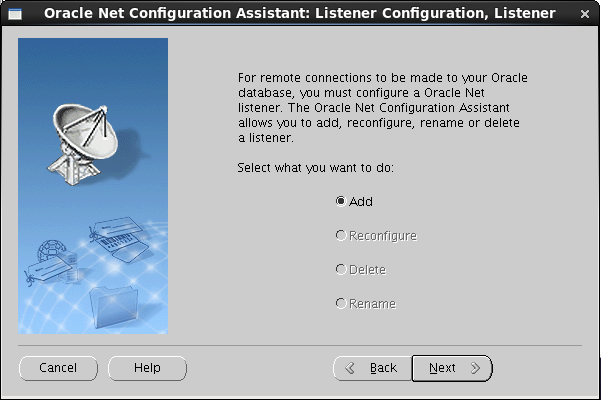 Oracle Net Configuration Assistant: Listener Configuration, Listener
For remote connections to be made to your Oracle
database, you must configure a Oracle Net
listener. The Oracle Net Configuration Assistant
allows you to add, reconfigure, rename or delete
a listener.
Select what you want to do:
Add
Reconfigure
Delete
Rename
Cancel
Help
Back
Next